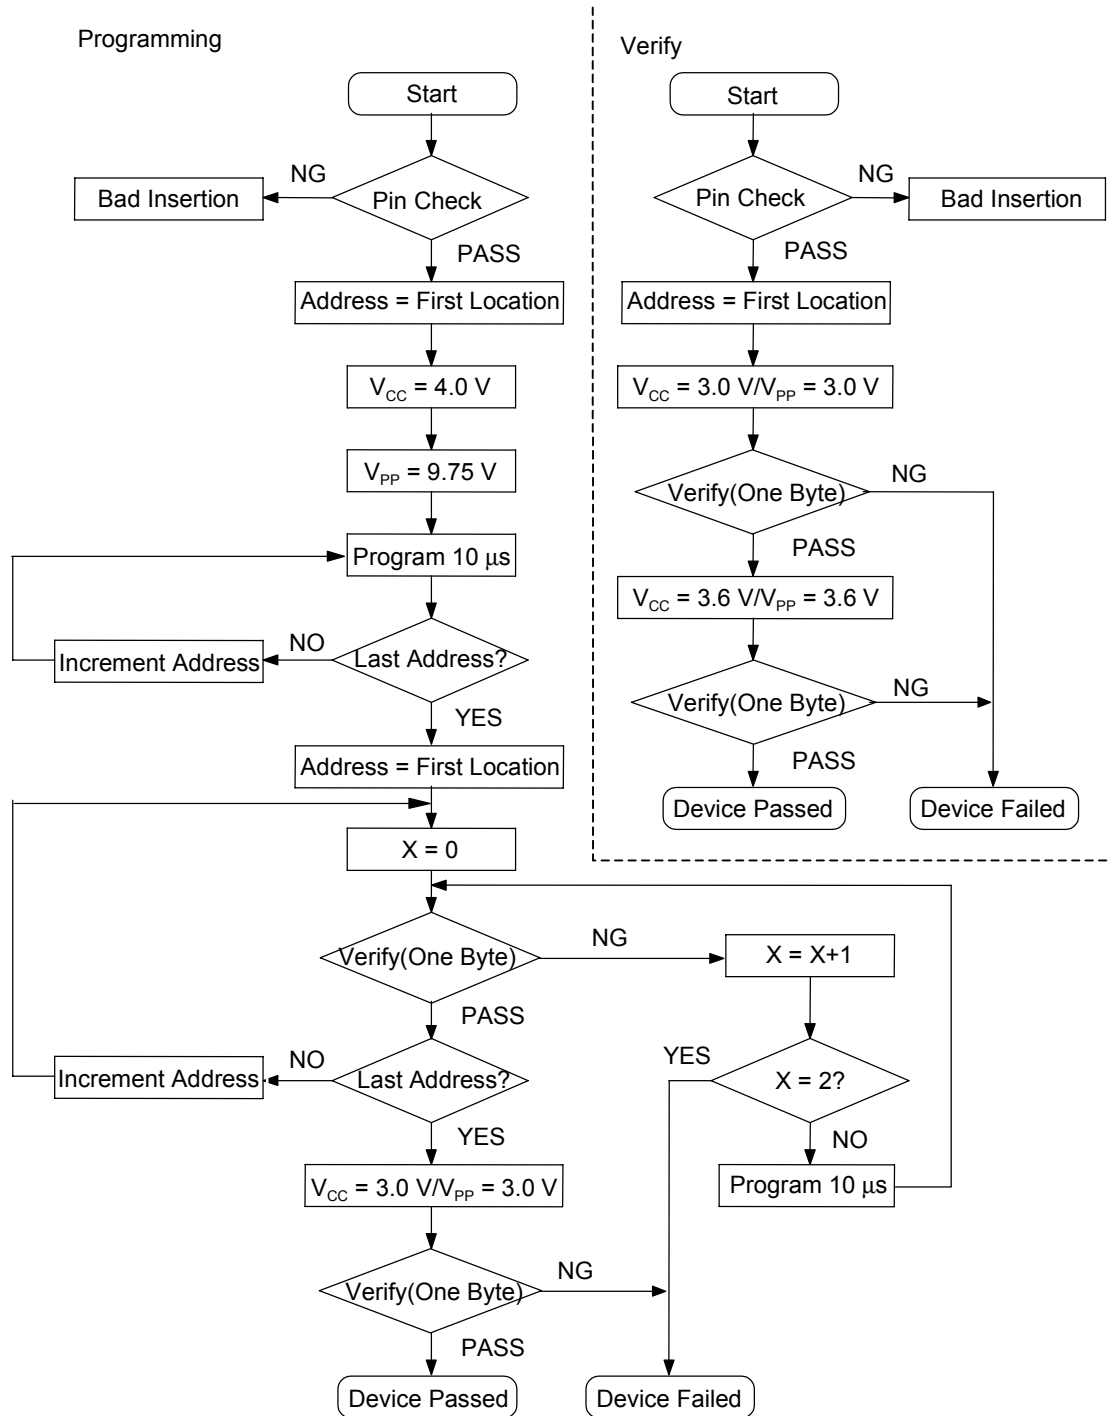 Programming
Start
Pin Check
NG
Bad Insertion
PASS
Address = First Location
VCC = 4.0 V
VPP = 9.75 V
Program 10 μs
Last Address?
NO
Increment Address
YES
Address = First Location
X = 0
Verify(One Byte)
NG
X = X+1
PASS
X = 2?
YES
NO
Program 10 μs
Last Address?
NO
Increment Address
YES
VCC = 3.0 V/VPP = 3.0 V
Verify(One Byte)
NG
PASS
Device Passed
Device Failed
Verify
Start
Pin Check
NG
Bad Insertion
PASS
Address = First Location
VCC = 3.0 V/VPP = 3.0 V
Verify(One Byte)
NG
PASS
VCC = 3.6 V/VPP = 3.6 V
Verify(One Byte)
NG
PASS
Device Passed
Device Failed